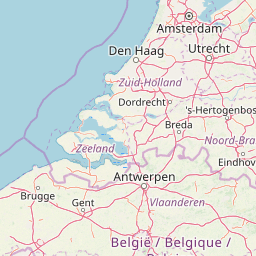 Amsterdam
Den Haag
Utrecht
Zuid-Holland
Dordrecht
's-Hertogenbos
Breda
Noord-Bra
Zeeland
Eindhov
Antwerpen
Brugge
Gent
Vlaanderen
België / Belgique /